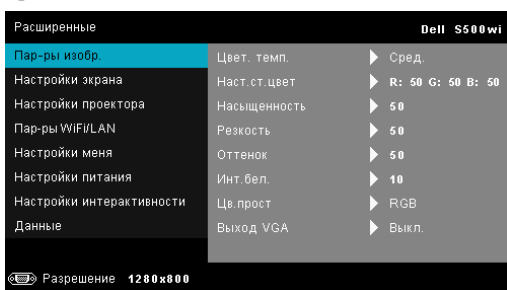 Расширенные Dell S500wi
Пар-ры изобр. Цвет. темп. Сред.
Настройки экрана Наст.ст.цвет R: 50 G: 50 B: 50
Настройки проектора Насыщенность 50
Пар-ры WiFi/LAN Резкость 50
Настройки меня Оттенок 50
Настройки питания Инт.бел. 10
Настройки интерактивности Цв.прост RGB
Данные Выход VGA Выкл.
Разрешение 1280x800